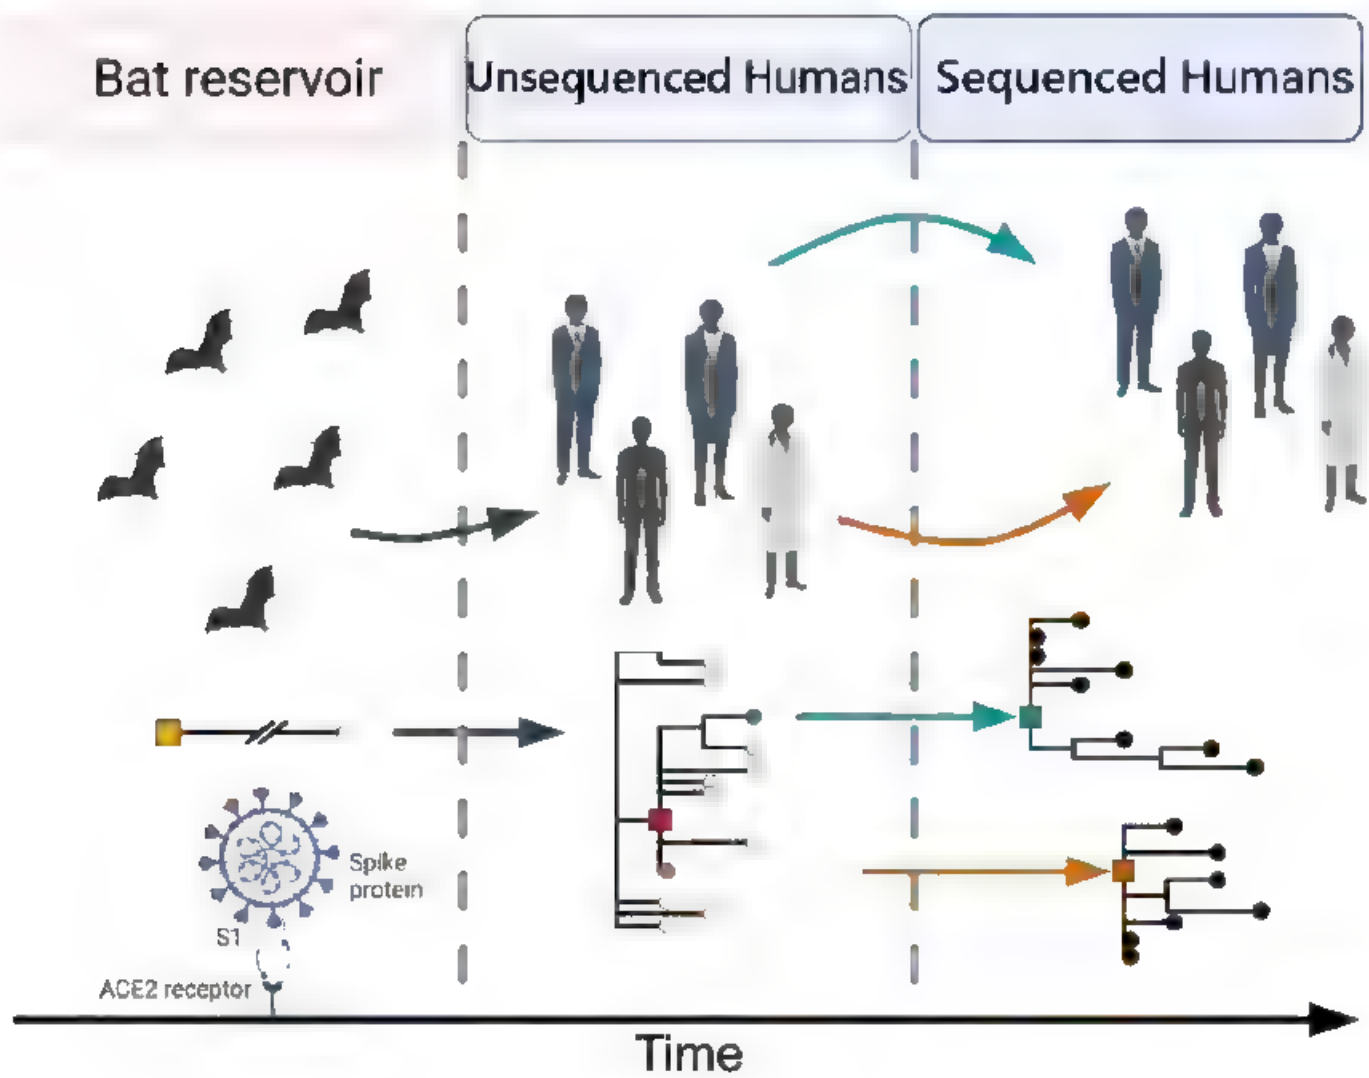 Bat reservoir
Unsequenced Humans
Sequenced Humans
Spike
protein
S1
ACE2 receptor
Time